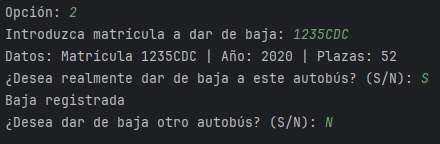 Opción: 2
Introduzca matrícula a dar de baja: 1235CDC
Datos: Matrícula 1235CDC | Año: 2020 | Plazas: 52
¿Desea realmente dar de baja a este autobús? (S/N): S
Baja registrada
¿Desea dar de baja otro autobús? (S/N): N